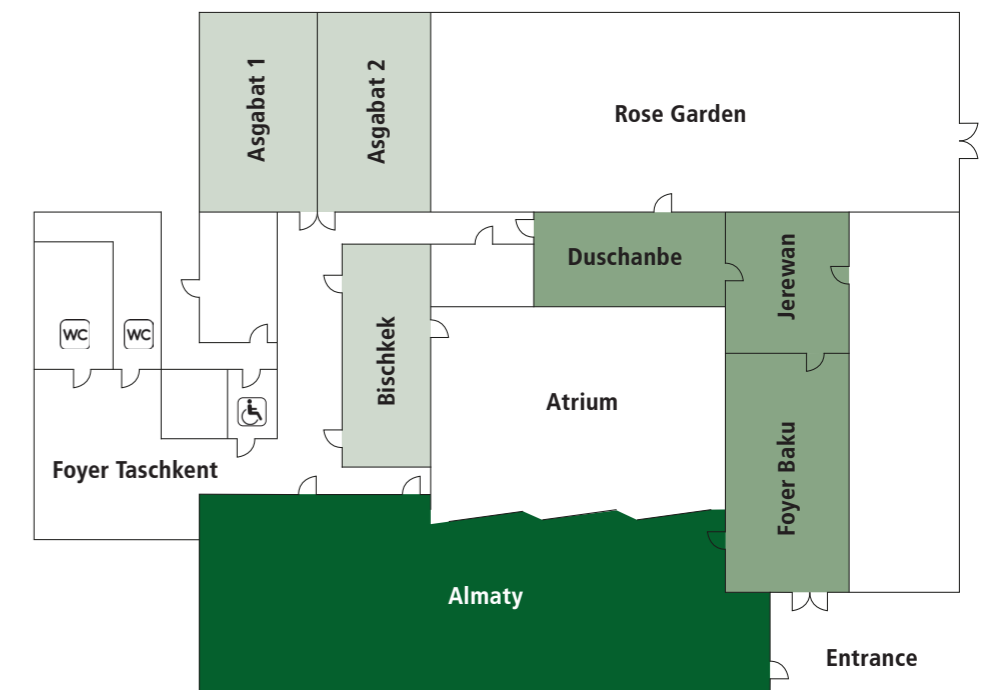 Asgabat 1
Asgabat 2
Rose Garden
Duschanbe
Jerewan
WC
WC
Bischkek
Atrium
Foyer Baku
Foyer Taschkent
Almaty
Entrance